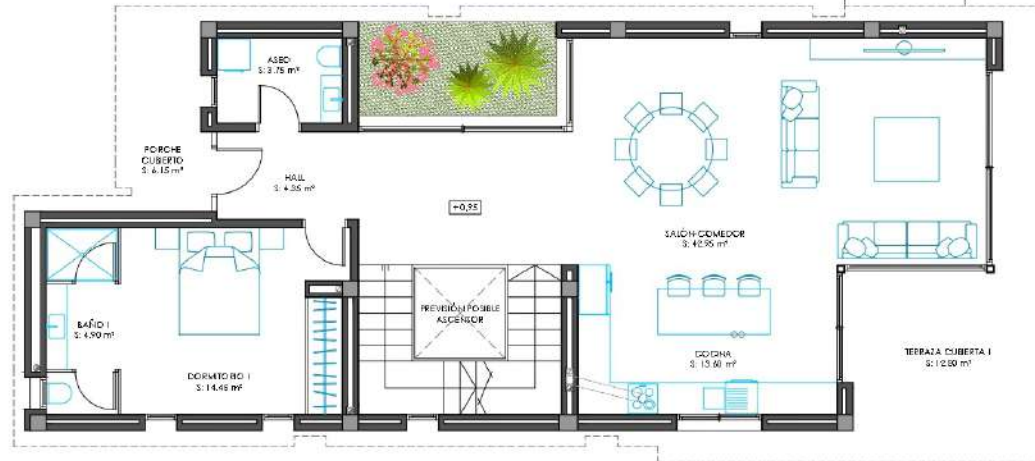 ASEO
S: 3.75 m²
PORCHE
CUBIERTO
S: 6.15 m²
HALL
S: 4.35 m²
+0,95
SALÓN-COMEDOR
S: 42.95 m²
PREVISIÓN POSIBLE
ASCENSOR
BAÑO 1
S: 4.90 m²
DORMITORIO 1
S: 14.45 m²
COCINA
S: 13.60 m²
TERRAZA CUBIERTA 1
S: 12.80 m²